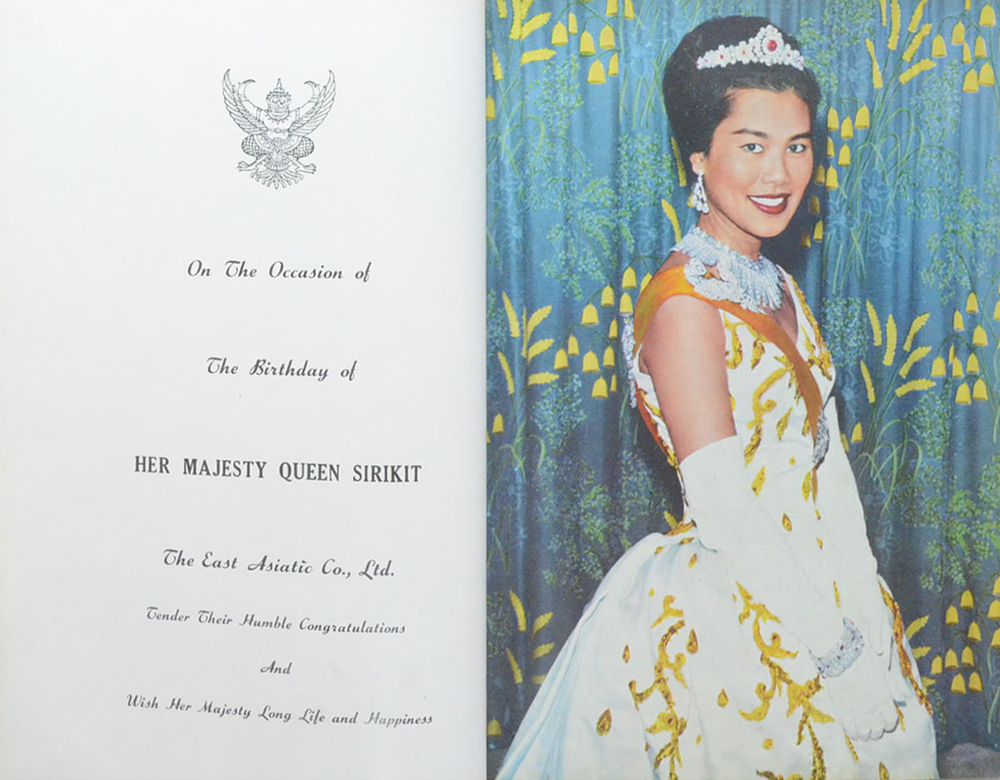 On The Occasion of
The Birthday of
HER MAJESTY QUEEN SIRIKIT
The East Asiatic Co., Ltd.
Tender Their Humble Congratulations
And
Wish Her Majesty Long Life and Happiness